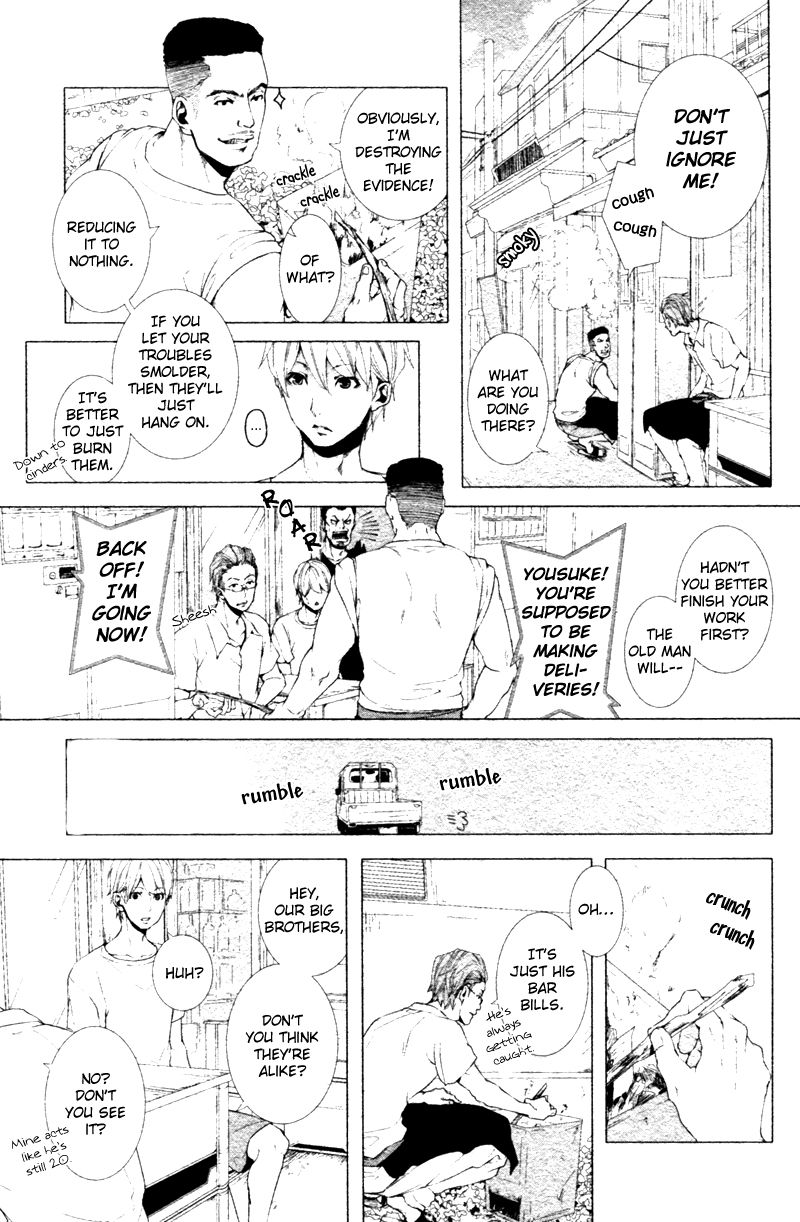 DON'T
JUST
IGNORE
ME!
cough
cough
smoky
WHAT
ARE YOU
DOING
THERE?
OBVIOUSLY,
I'M
DESTROYING
THE
EVIDENCE!
crackle
crackle
OF
WHAT?
REDUCING
IT TO
NOTHING.
IF YOU
LET YOUR
TROUBLES
SMOLDER,
THEN THEY'LL
JUST
HANG ON.
IT'S
BETTER
TO JUST
BURN
THEM.
Down to
cinders.
...
HADN'T
YOU BETTER
FINISH YOUR
WORK
FIRST?
THE
OLD MAN
WILL--
YOUSUKE!
YOU'RE
SUPPOSED
TO BE
MAKING
DELI-
VERIES!
ROAR
Sheesh
BACK
OFF!
I'M
GOING
NOW!
rumble
rumble
crunch
crunch
OH...
IT'S
JUST HIS
BAR
BILLS.
He's
always
getting
caught.
HEY,
OUR BIG
BROTHERS,
DON'T
YOU THINK
THEY'RE
ALIKE?
HUH?
NO?
DON'T
YOU SEE
IT?
Mine acts
like he's
still 20.